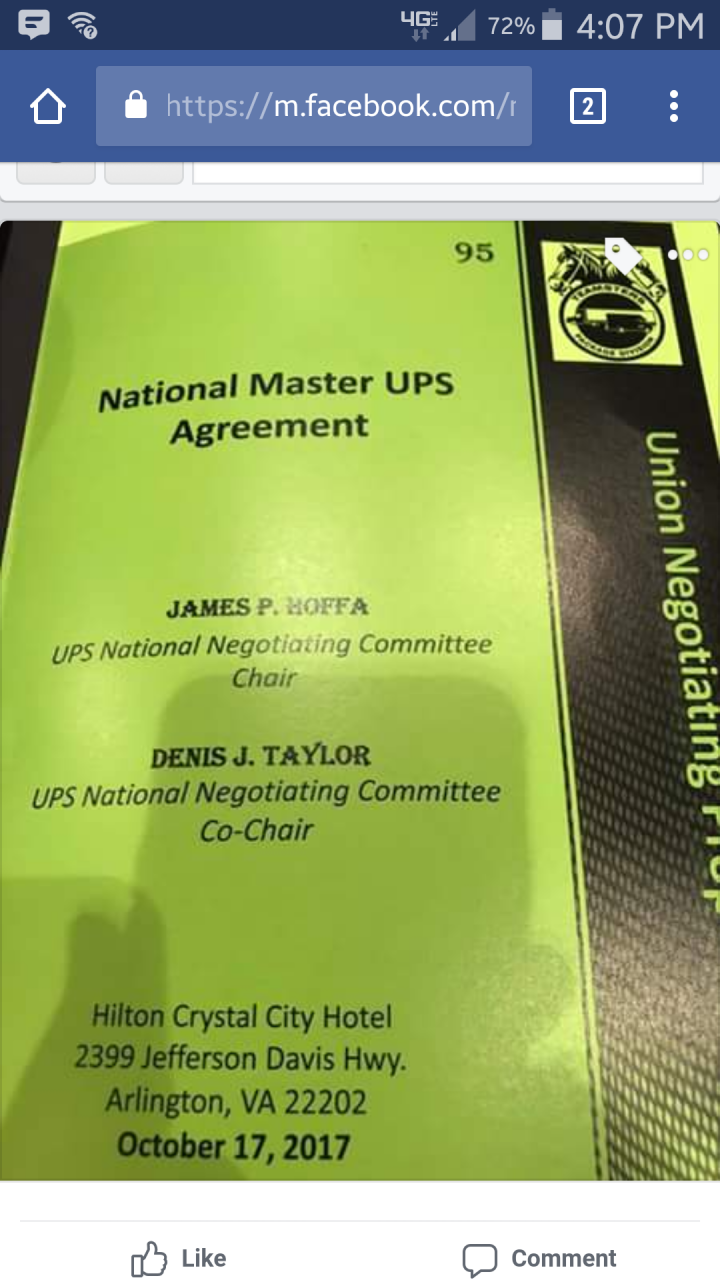 4G LTE 72% 4:07 PM
https://m.facebook.com/r
2
95
TEAMSTERS
PACKAGE DIVISION
National Master UPS
Agreement
JAMES P. HOFFA
UPS National Negotiating Committee
Chair
DENIS J. TAYLOR
UPS National Negotiating Committee
Co-Chair
Hilton Crystal City Hotel
2399 Jefferson Davis Hwy.
Arlington, VA 22202
October 17, 2017
Union Negotiating
Like Comment